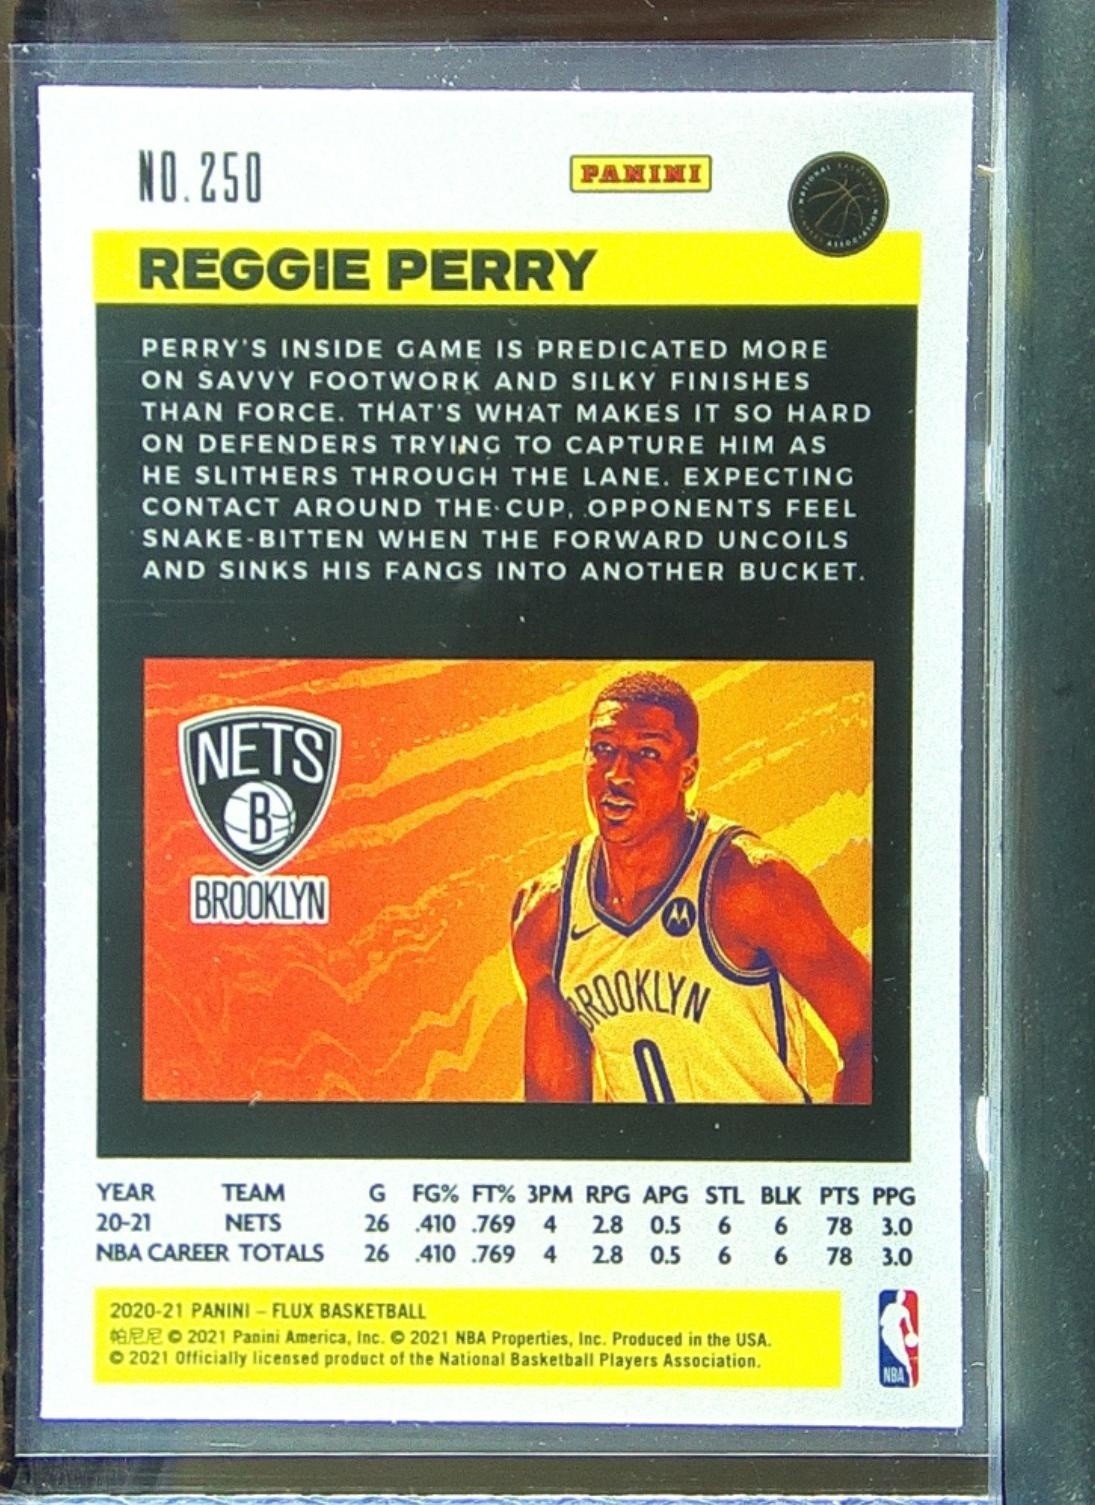 NO. 250
PANINI
NATIONAL BASKETBALL PLAYERS ASSOCIATION
REGGIE PERRY
PERRY'S INSIDE GAME IS PREDICATED MORE
ON SAVVY FOOTWORK AND SILKY FINISHES
THAN FORCE. THAT'S WHAT MAKES IT SO HARD
ON DEFENDERS TRYING TO CAPTURE HIM AS
HE SLITHERS THROUGH THE LANE. EXPECTING
CONTACT AROUND THE CUP, OPPONENTS FEEL
SNAKE-BITTEN WHEN THE FORWARD UNCOILS
AND SINKS HIS FANGS INTO ANOTHER BUCKET.
NETS
B
BROOKLYN
BROOKLYN
0
YEAR TEAM G FG% FT% 3PM RPG APG STL BLK PTS PPG
20-21 NETS 26 .410 .769 4 2.8 0.5 6 6 78 3.0
NBA CAREER TOTALS 26 .410 .769 4 2.8 0.5 6 6 78 3.0
2020-21 PANINI – FLUX BASKETBALL
帕尼尼 © 2021 Panini America, Inc. © 2021 NBA Properties, Inc. Produced in the USA.
© 2021 Officially licensed product of the National Basketball Players Association.
NBA